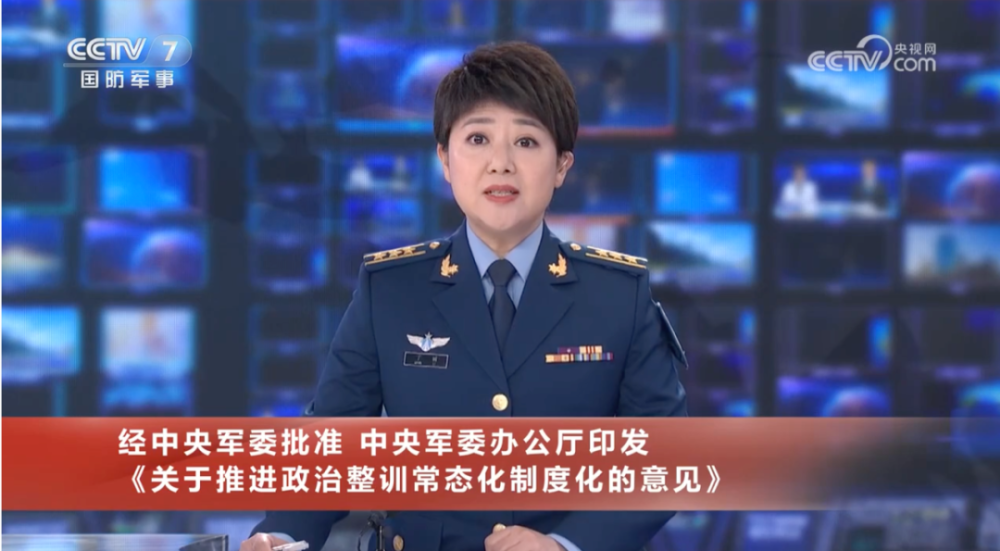 CCTV 7
国防军事
CCTV 央视网
com
经中央军委批准 中央军委办公厅印发
《关于推进政治整训常态化制度化的意见》